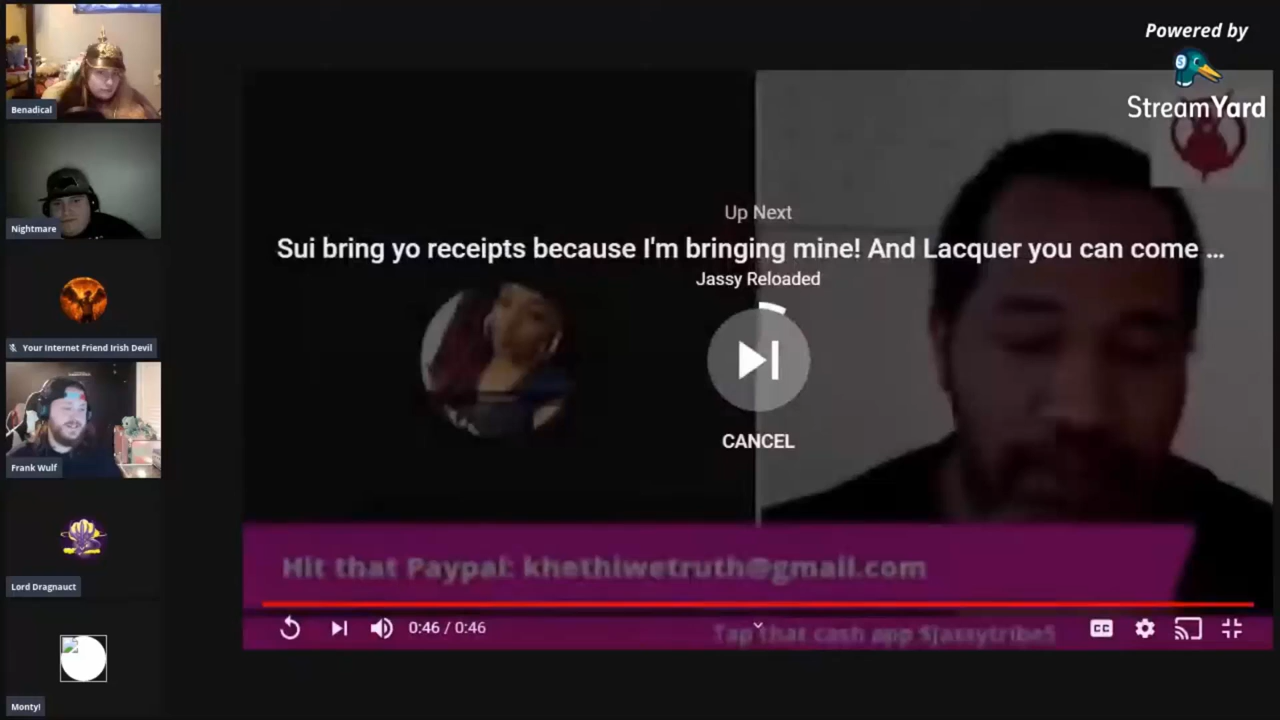 Powered by
StreamYard
Benadical
Nightmare
Your Internet Friend Irish Devil
Frank Wulf
Lord Dragnauct
Monty!
Up Next
Sui bring yo receipts because I'm bringing mine! And Lacquer you can come ...
Jassy Reloaded
CANCEL
Hit that Paypal: khethiwetruth@gmail.com
0:46 / 0:46
CC
Tap that cash app $jassytribe5